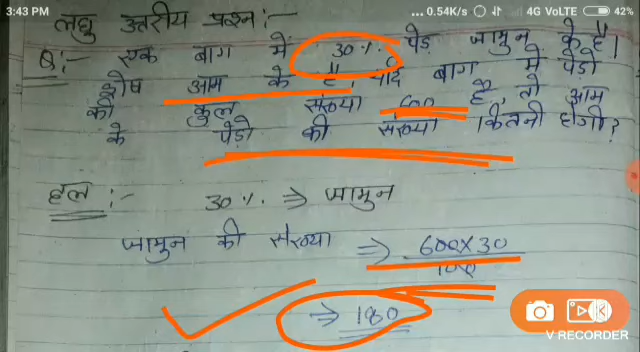 3:43 PM ...0.54K/s 4G VoLTE 42%
लघु उत्तरीय प्रश्न :-
Q:- एक बाग में 30% पेड़ जामुन के हैं।
शेष आम के हैं, यदि बाग में पेड़ों
की कुल संख्या 600 है, तो आम
के पेड़ों की संख्या कितनी होगी?
हल :-
30% ⇒ जामुन
जामुन की संख्या ⇒ 600×30
100
⇒ 180
V RECORDER